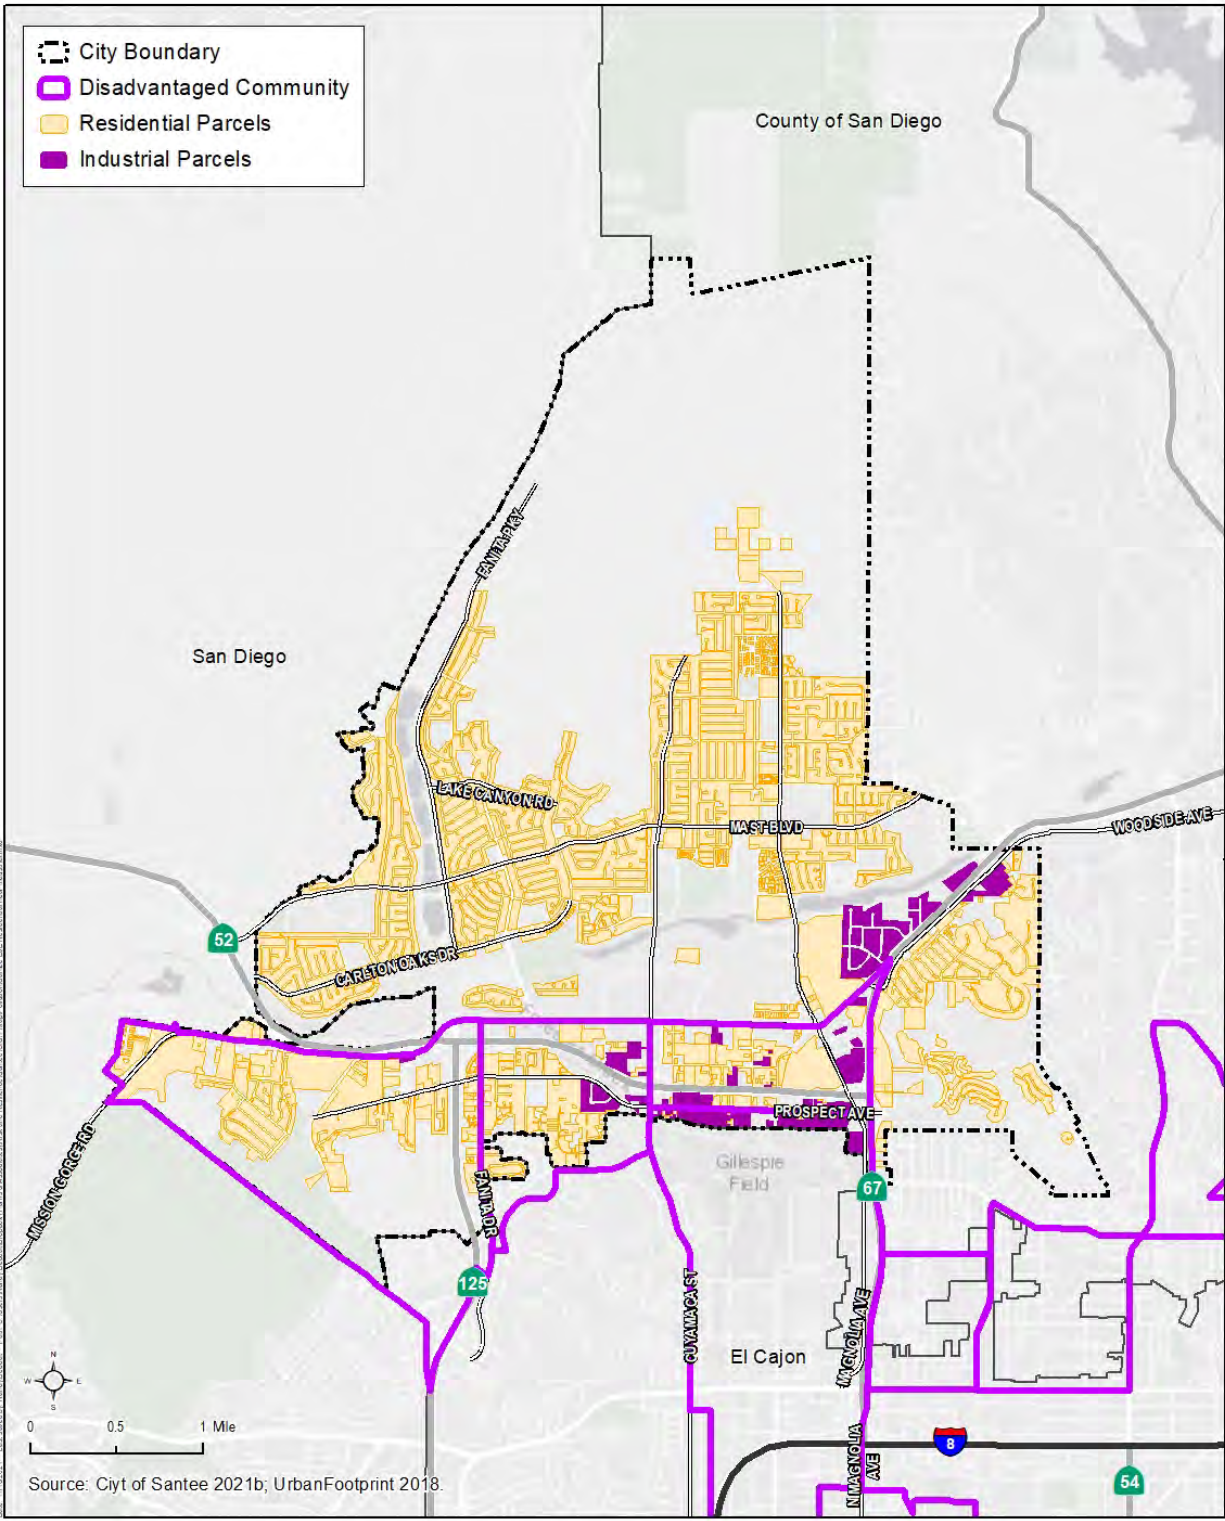 City Boundary
Disadvantaged Community
Residential Parcels
Industrial Parcels
County of San Diego
FANITA PKY
San Diego
LAKE CANYON RD
MAST BLVD
WOODSIDE AVE
52
CARLTON OAKS DR
PROSPECT AVE
MISSION GORGE RD
Gillespie
Field
67
FANITA DR
125
CUYAMACA ST
MAGNOLIA AVE
El Cajon
N
W E
S
0 0.5 1 Mile
N MAGNOLIA
AVE
8
54
Source: Ciyt of Santee 2021b; UrbanFootprint 2018.